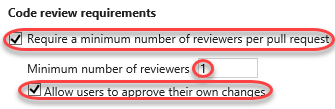 Code review requirements
Require a minimum number of reviewers per pull request
Minimum number of reviewers 1
Allow users to approve their own changes